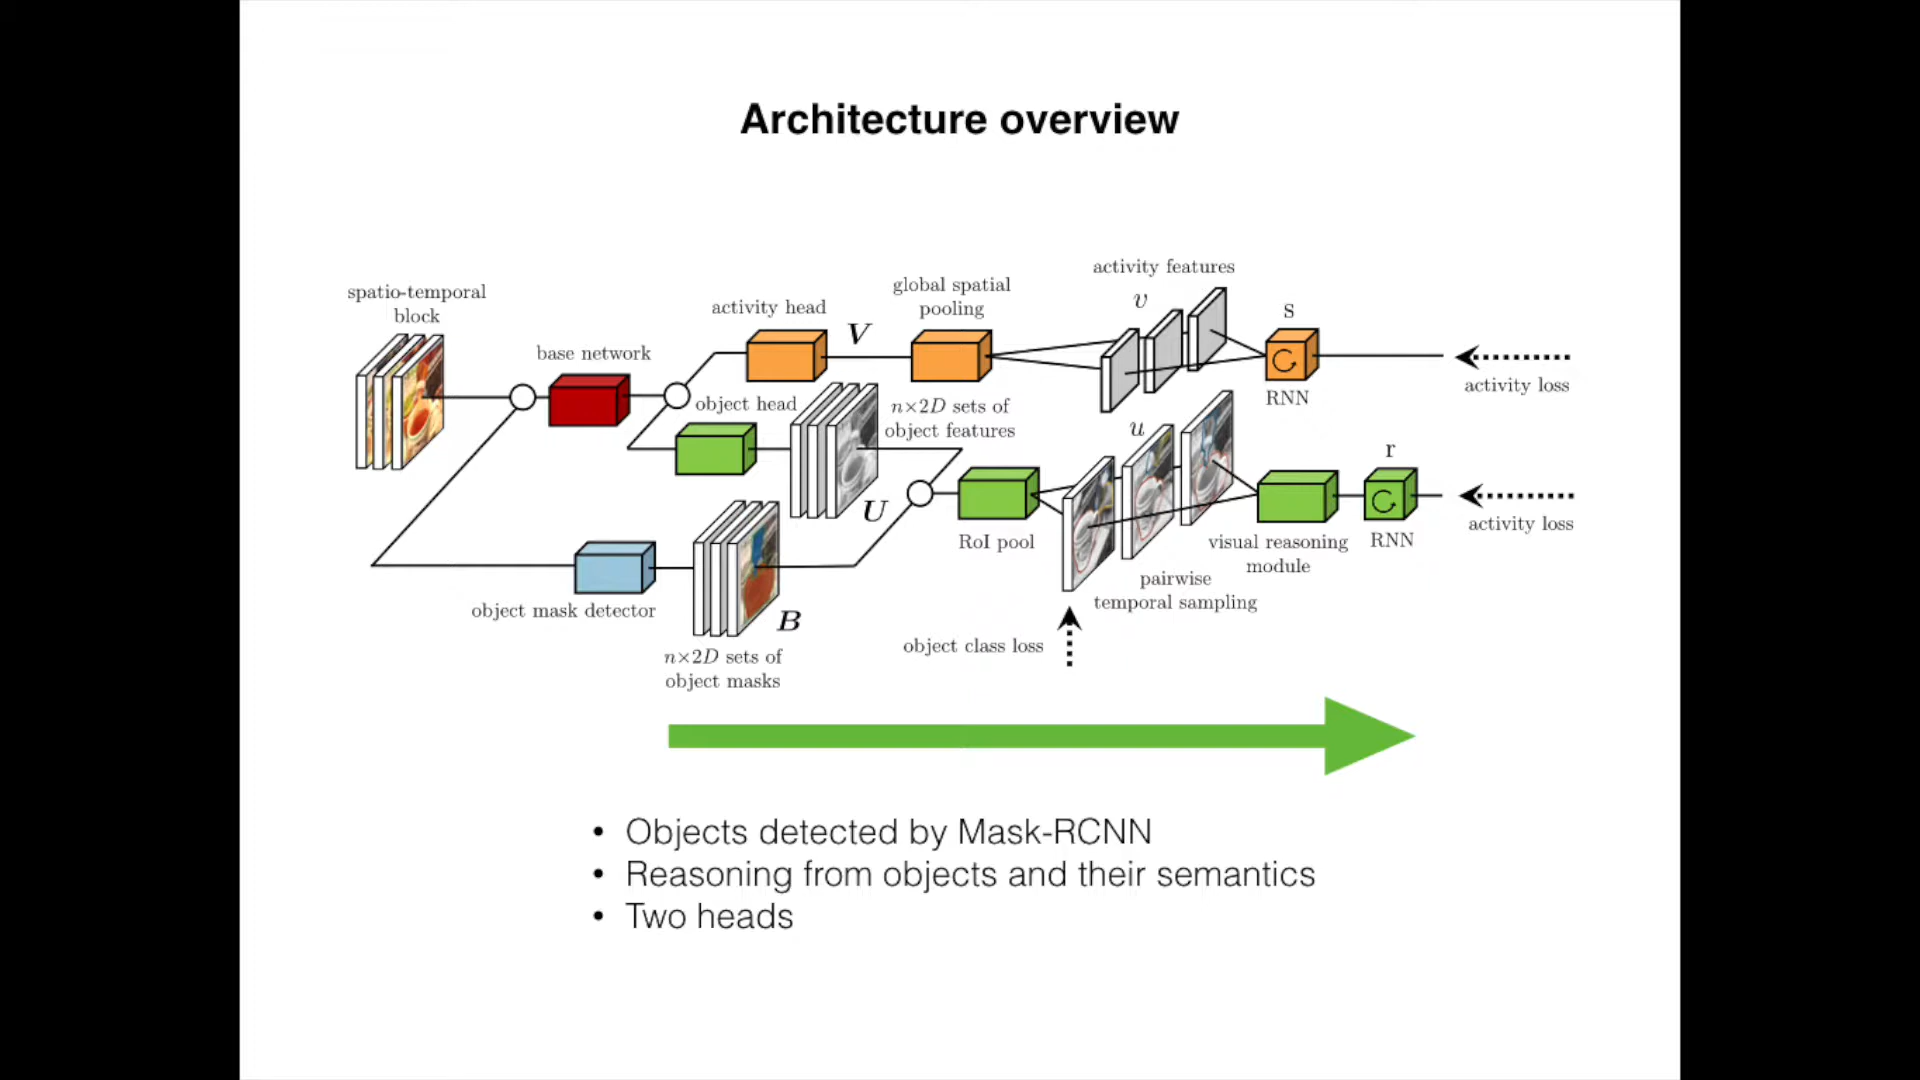 Architecture overview
spatio-temporal
block
base network
activity head
V
global spatial
pooling
activity features
v
s
RNN
activity loss
object head
n×2D sets of
object features
U
u
RoI pool
pairwise
temporal sampling
visual reasoning
module
r
RNN
activity loss
object mask detector
B
n×2D sets of
object masks
object class loss
• Objects detected by Mask-RCNN
• Reasoning from objects and their semantics
• Two heads